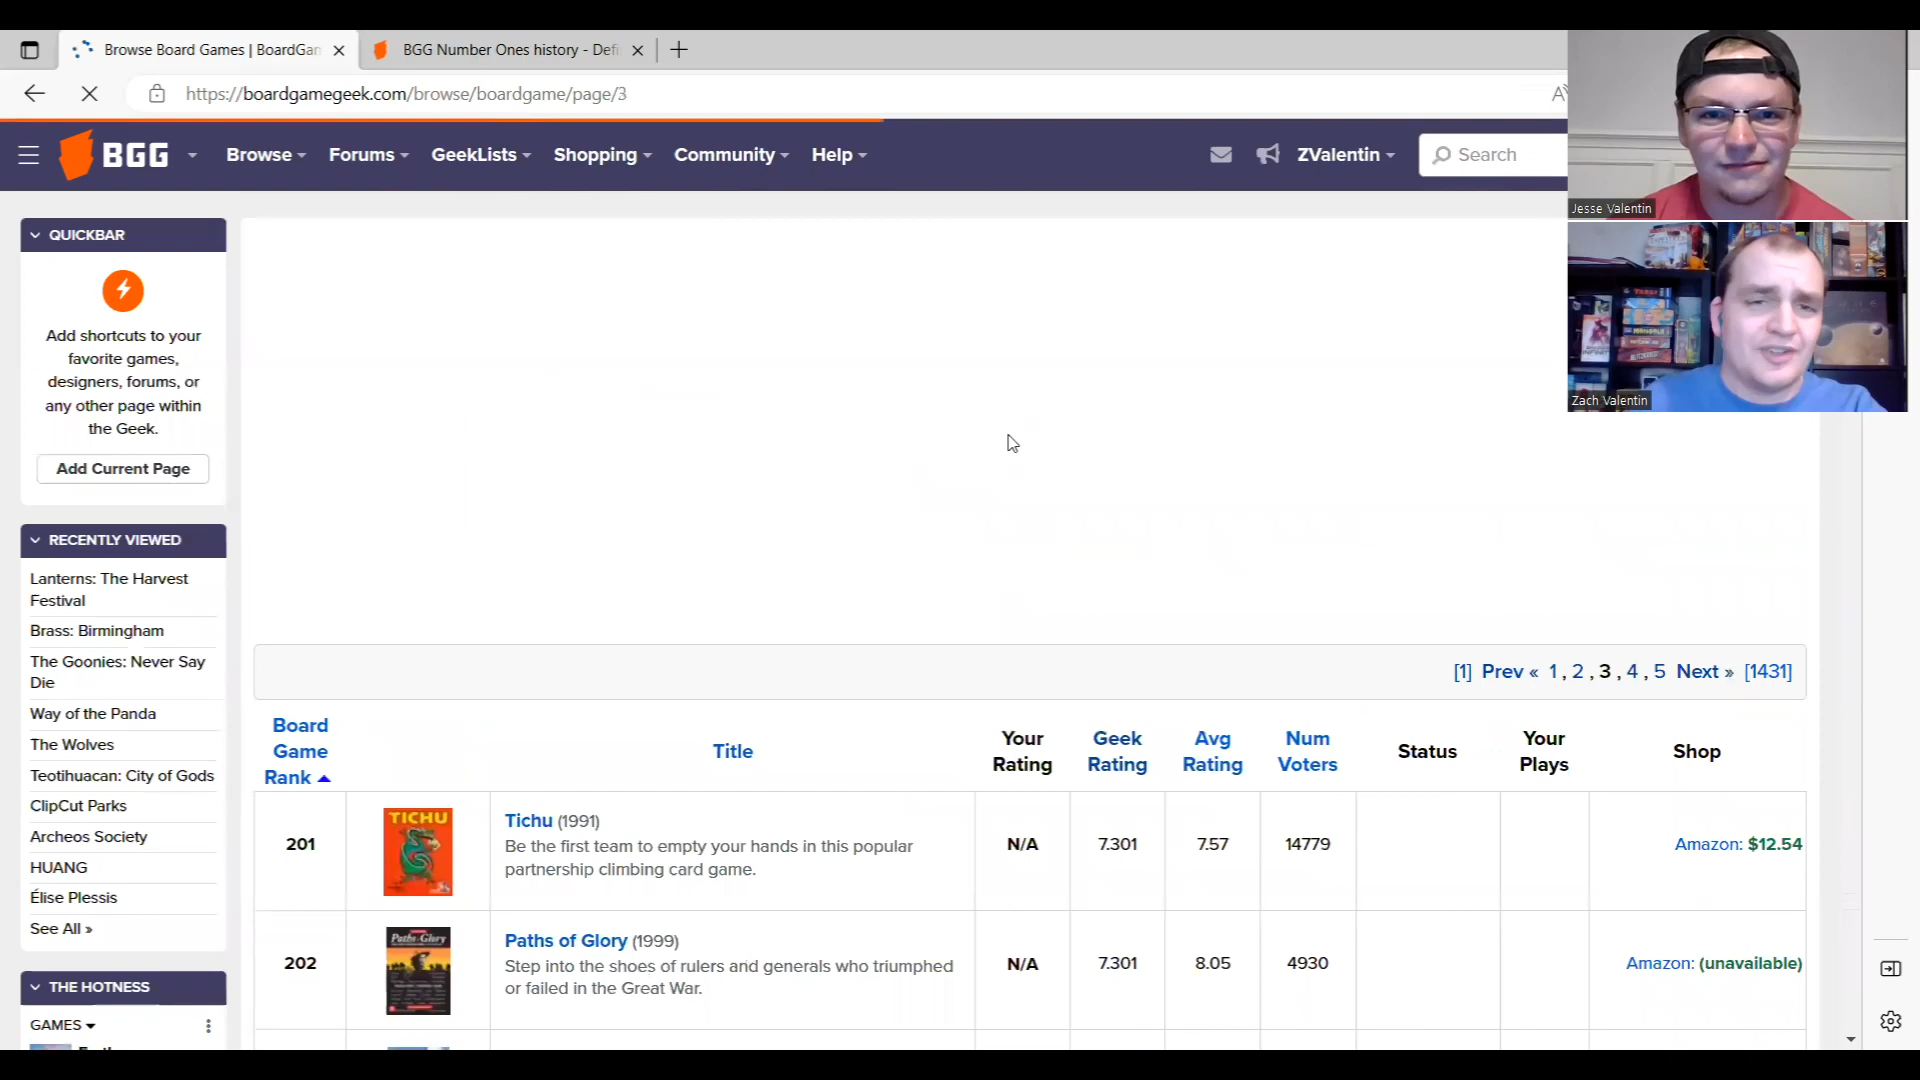 Browse Board Games | BoardGan
BGG Number Ones history - Defi
https://boardgamegeek.com/browse/boardgame/page/3
BGG
Browse
Forums
GeekLists
Shopping
Community
Help
ZValentin
Search
Jesse Valentin
Zach Valentin
QUICKBAR
Add shortcuts to your
favorite games,
designers, forums, or
any other page within
the Geek.
Add Current Page
RECENTLY VIEWED
Lanterns: The Harvest
Festival
Brass: Birmingham
The Goonies: Never Say
Die
Way of the Panda
The Wolves
Teotihuacan: City of Gods
ClipCut Parks
Archeos Society
HUANG
Élise Plessis
See All »
THE HOTNESS
GAMES
[1] Prev « 1 , 2 , 3 , 4 , 5 Next » [1431]
Board
Game
Rank
Title
Your
Rating
Geek
Rating
Avg
Rating
Num
Voters
Status
Your
Plays
Shop
201
TICHU
Tichu (1991)
Be the first team to empty your hands in this popular
partnership climbing card game.
N/A
7.301
7.57
14779
Amazon: $12.54
202
Paths of Glory
Paths of Glory (1999)
Step into the shoes of rulers and generals who triumphed
or failed in the Great War.
N/A
7.301
8.05
4930
Amazon: (unavailable)